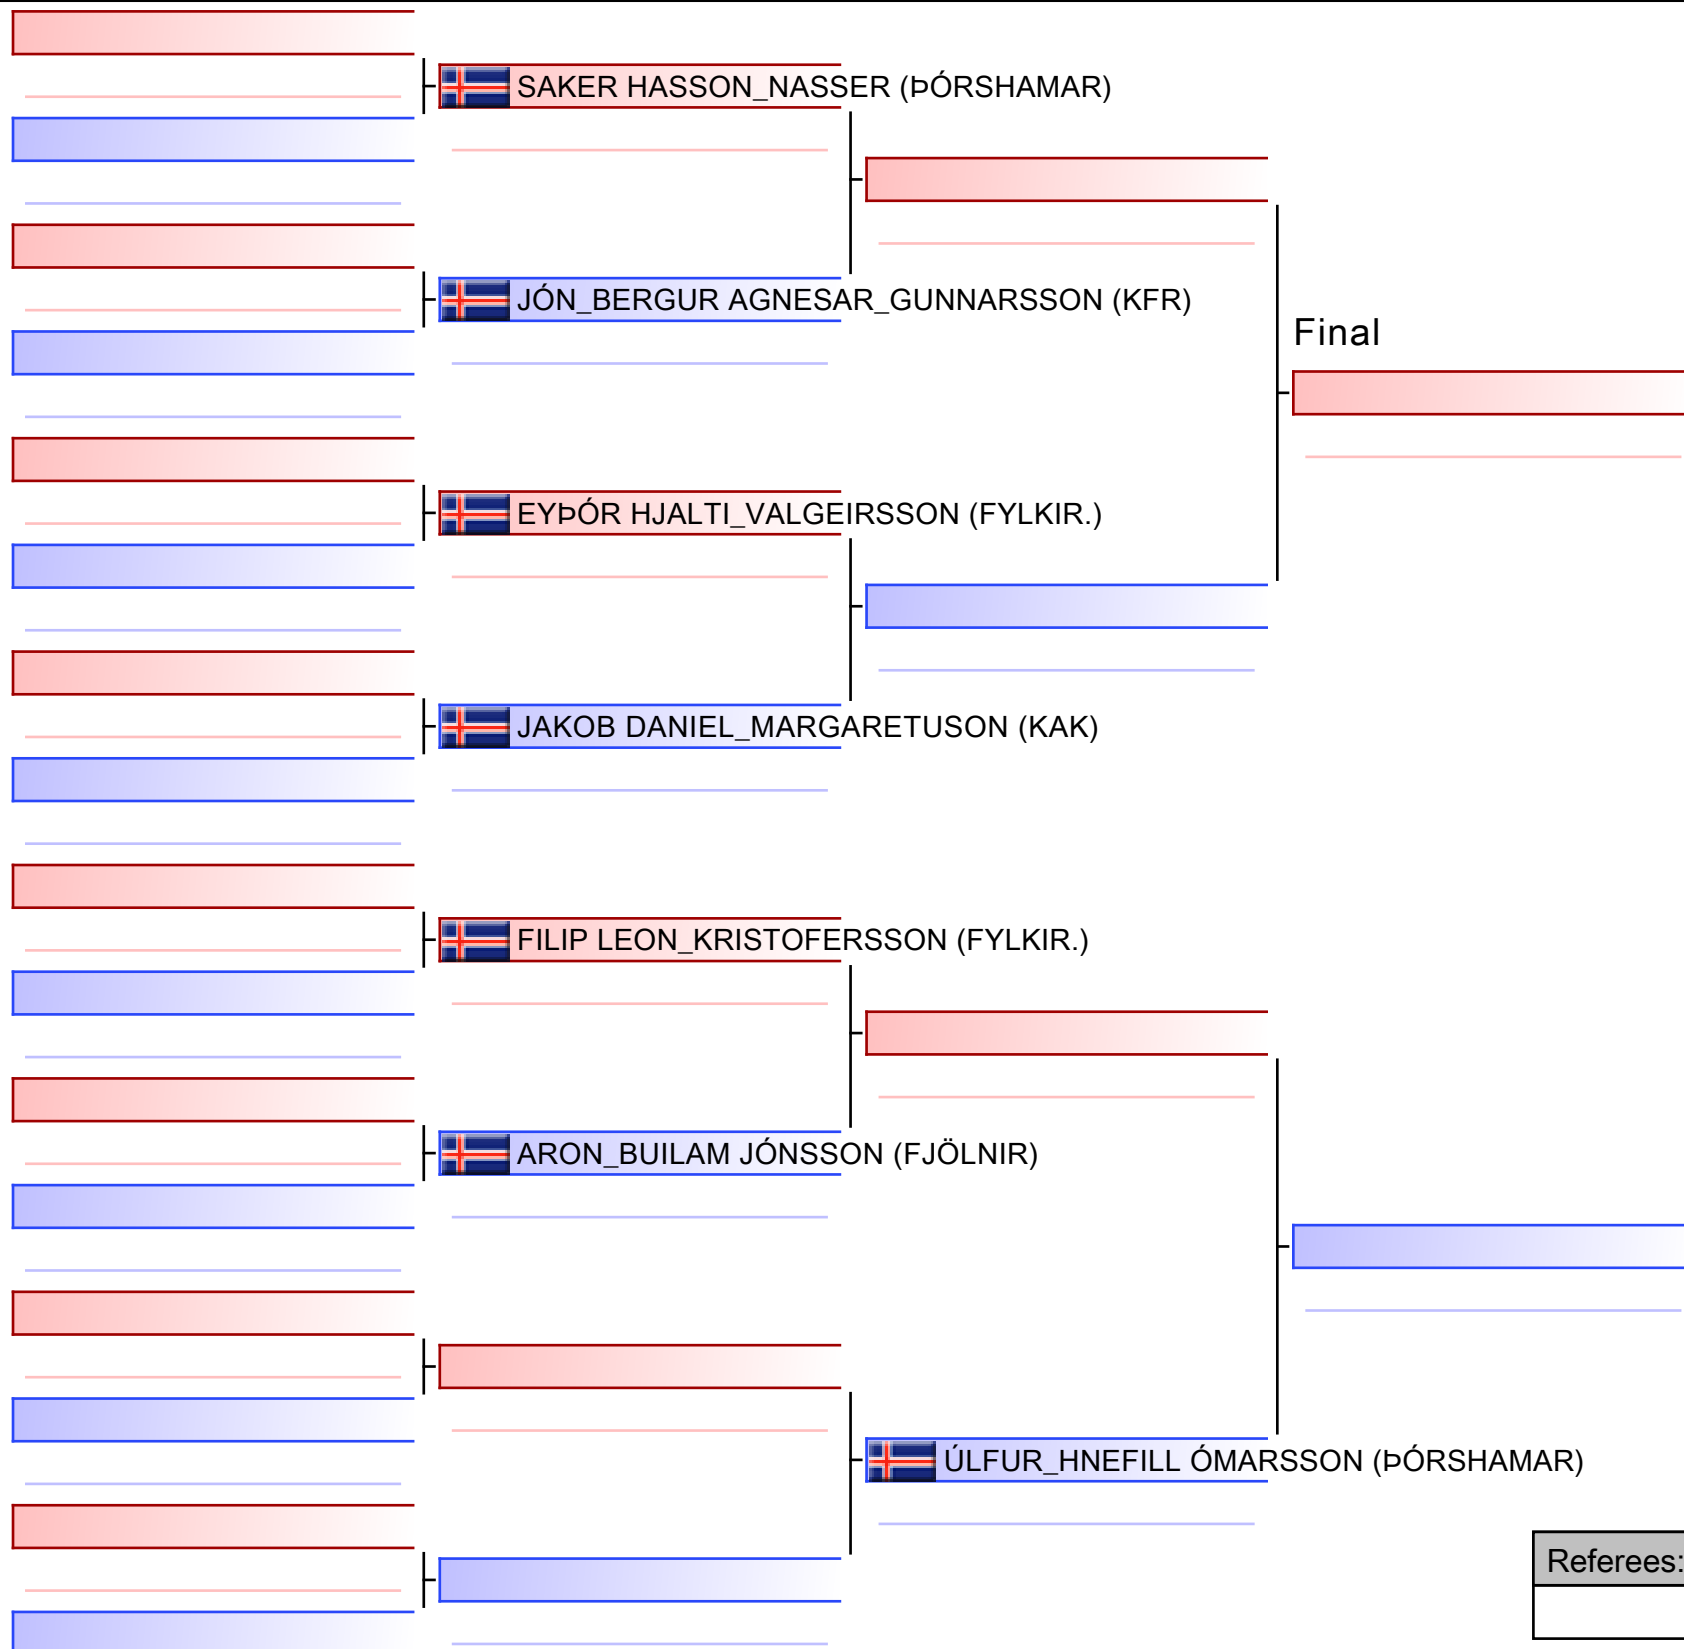 SAKER HASSON_NASSER (ÞÓRSHAMAR)
JÓN_BERGUR AGNESAR_GUNNARSSON (KFR)
Final
EYÞÓR HJALTI_VALGEIRSSON (FYLKIR.)
JAKOB DANIEL_MARGARETUSON (KAK)
FILIP LEON_KRISTOFERSSON (FYLKIR.)
ARON_BUILAM JÓNSSON (FJÖLNIR)
ÚLFUR_HNEFILL ÓMARSSON (ÞÓRSHAMAR)
Referees: